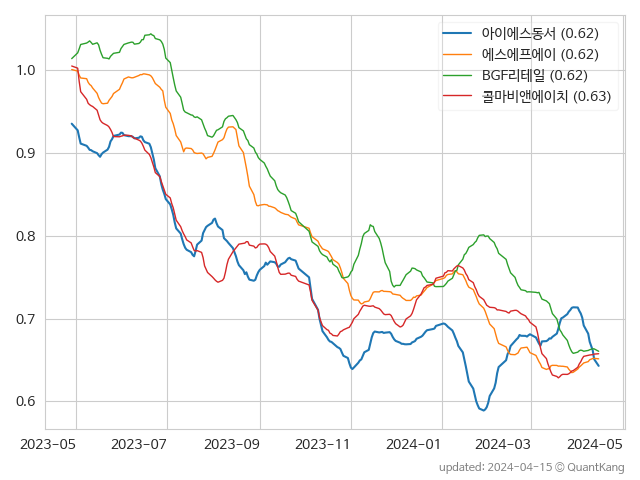 아이에스동서 (0.62)
에스에프에이 (0.62)
BGF리테일 (0.62)
콜마비앤에이치 (0.63)
1.0
0.9
0.8
0.7
0.6
2023-05 2023-07 2023-09 2023-11 2024-01 2024-03 2024-05
updated: 2024-04-15 © QuantKang